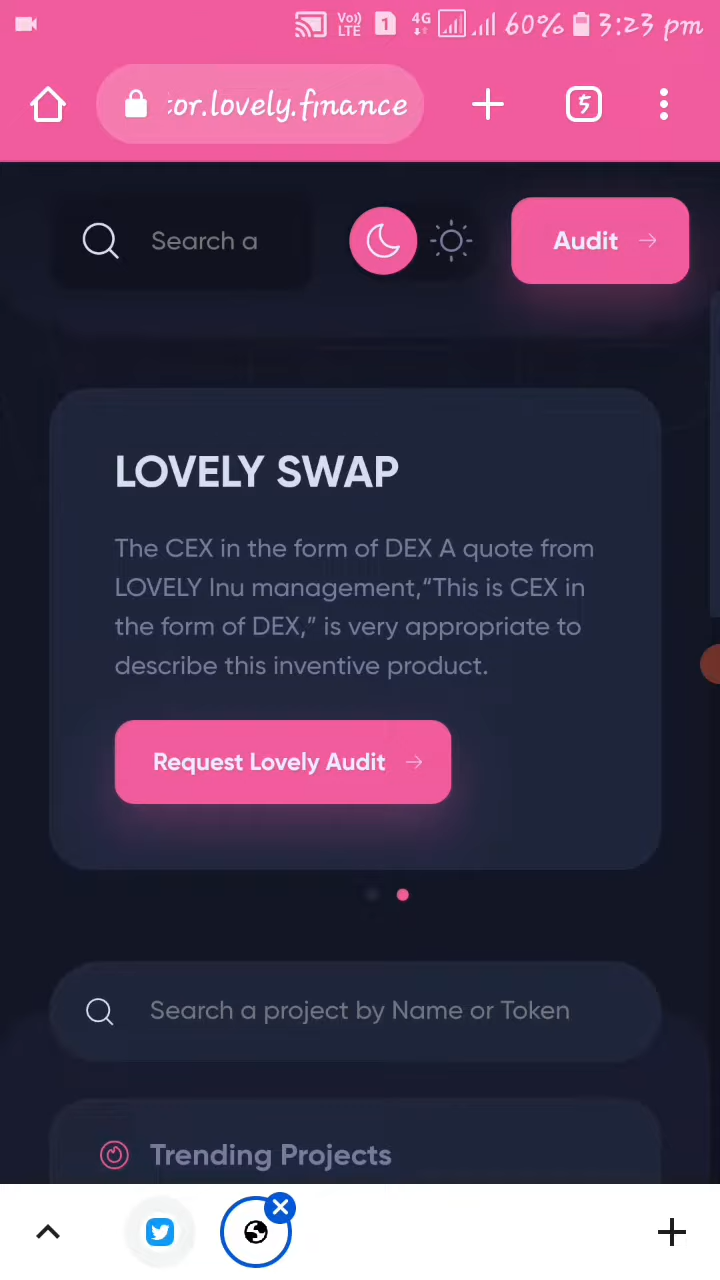 Vo)) LTE 1 4G 60% 3:23 pm
tor.lovely.finance 5
Search a Audit
LOVELY SWAP
The CEX in the form of DEX A quote from
LOVELY Inu management,“This is CEX in
the form of DEX,” is very appropriate to
describe this inventive product.
Request Lovely Audit
Search a project by Name or Token
Trending Projects